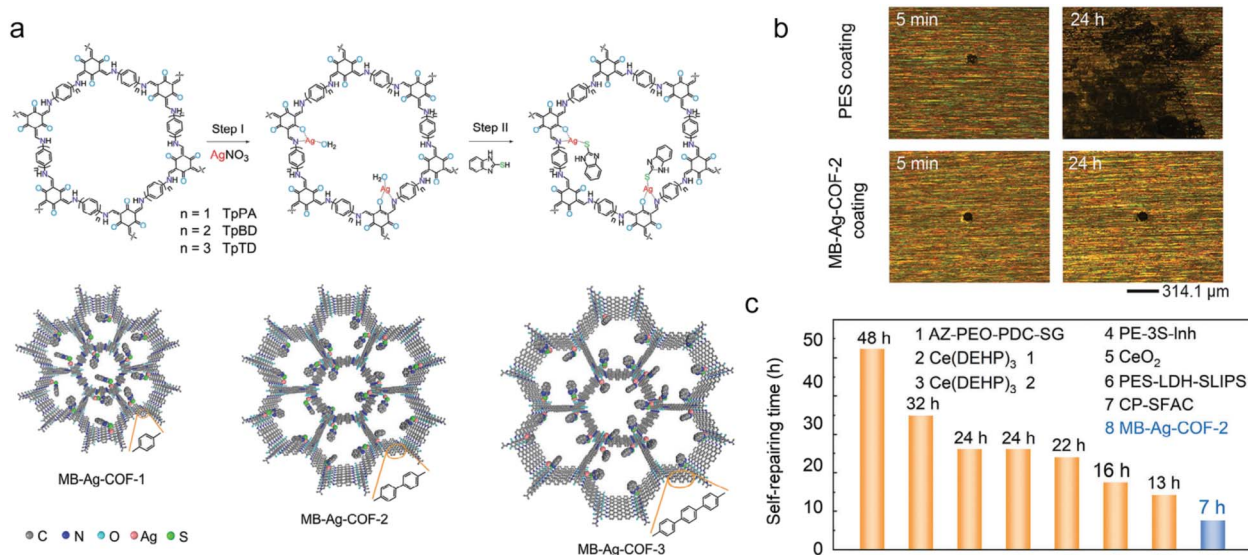 a
Step I
AgNO₃
Step II
n = 1 TpPA
n = 2 TpBD
n = 3 TpTD
MB-Ag-COF-1
MB-Ag-COF-2
MB-Ag-COF-3
C N O Ag S
b
5 min
24 h
PES coating
5 min
24 h
MB-Ag-COF-2
coating
314.1 μm
c
Self-repairing time (h)
50
40
30
20
10
0
48 h
32 h
24 h
24 h
22 h
16 h
13 h
7 h
1 AZ-PEO-PDC-SG
2 Ce(DEHP)₃ 1
3 Ce(DEHP)₃ 2
4 PE-3S-Inh
5 CeO₂
6 PES-LDH-SLIPS
7 CP-SFAC
8 MB-Ag-COF-2